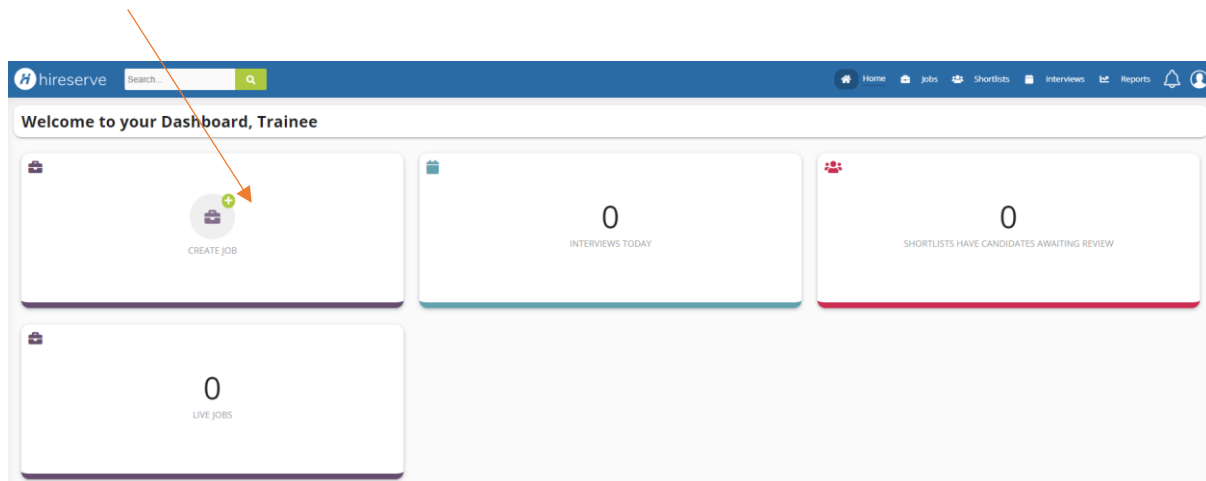 hireserve Search... Home Jobs Shortlists Interviews Reports
Welcome to your Dashboard, Trainee
CREATE JOB
0
INTERVIEWS TODAY
0
SHORTLISTS HAVE CANDIDATES AWAITING REVIEW
0
LIVE JOBS